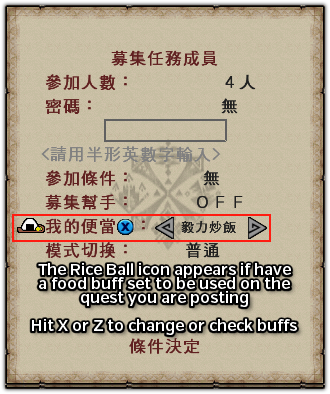 募集任務成員
參加人數： 4人
密碼： 無
<請用半形英數字輸入>
參加條件： 無
募集幫手： OFF
我的便當X： 毅力炒飯
模式切換： 普通
The Rice Ball icon appears if have
a food buff set to be used on the
quest you are posting
Hit X or Z to change or check buffs
條件決定